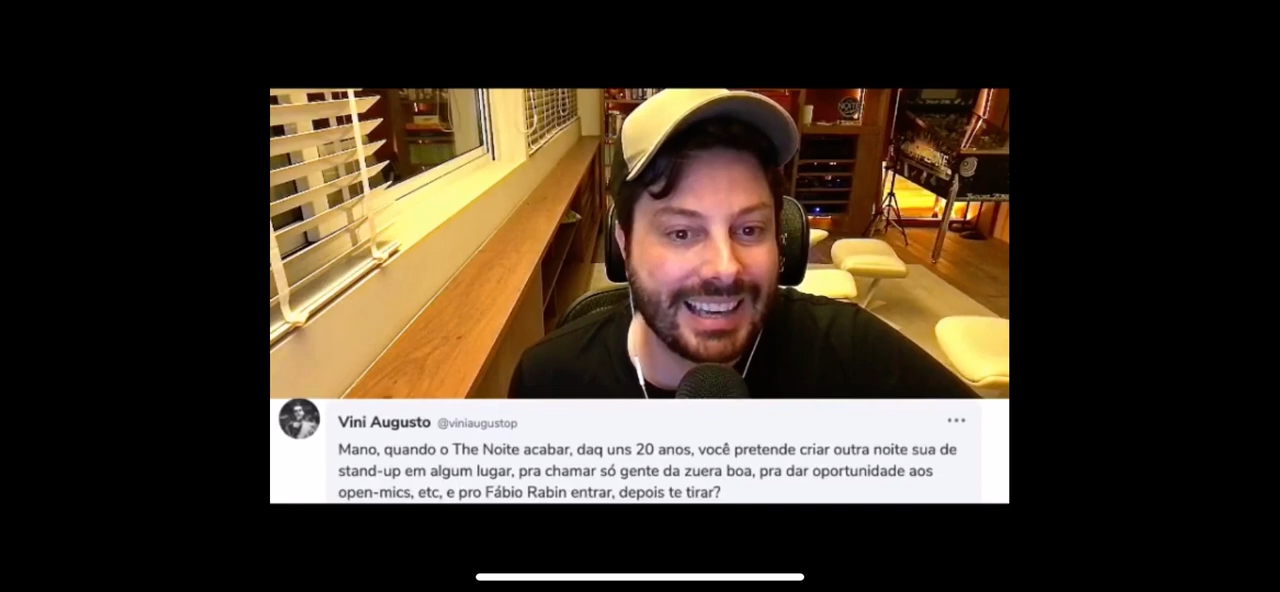 Vini Augusto @viniaugustop
Mano, quando o The Noite acabar, daq uns 20 anos, você pretende criar outra noite sua de
stand-up em algum lugar, pra chamar só gente da zuera boa, pra dar oportunidade aos
open-mics, etc, e pro Fábio Rabin entrar, depois te tirar?